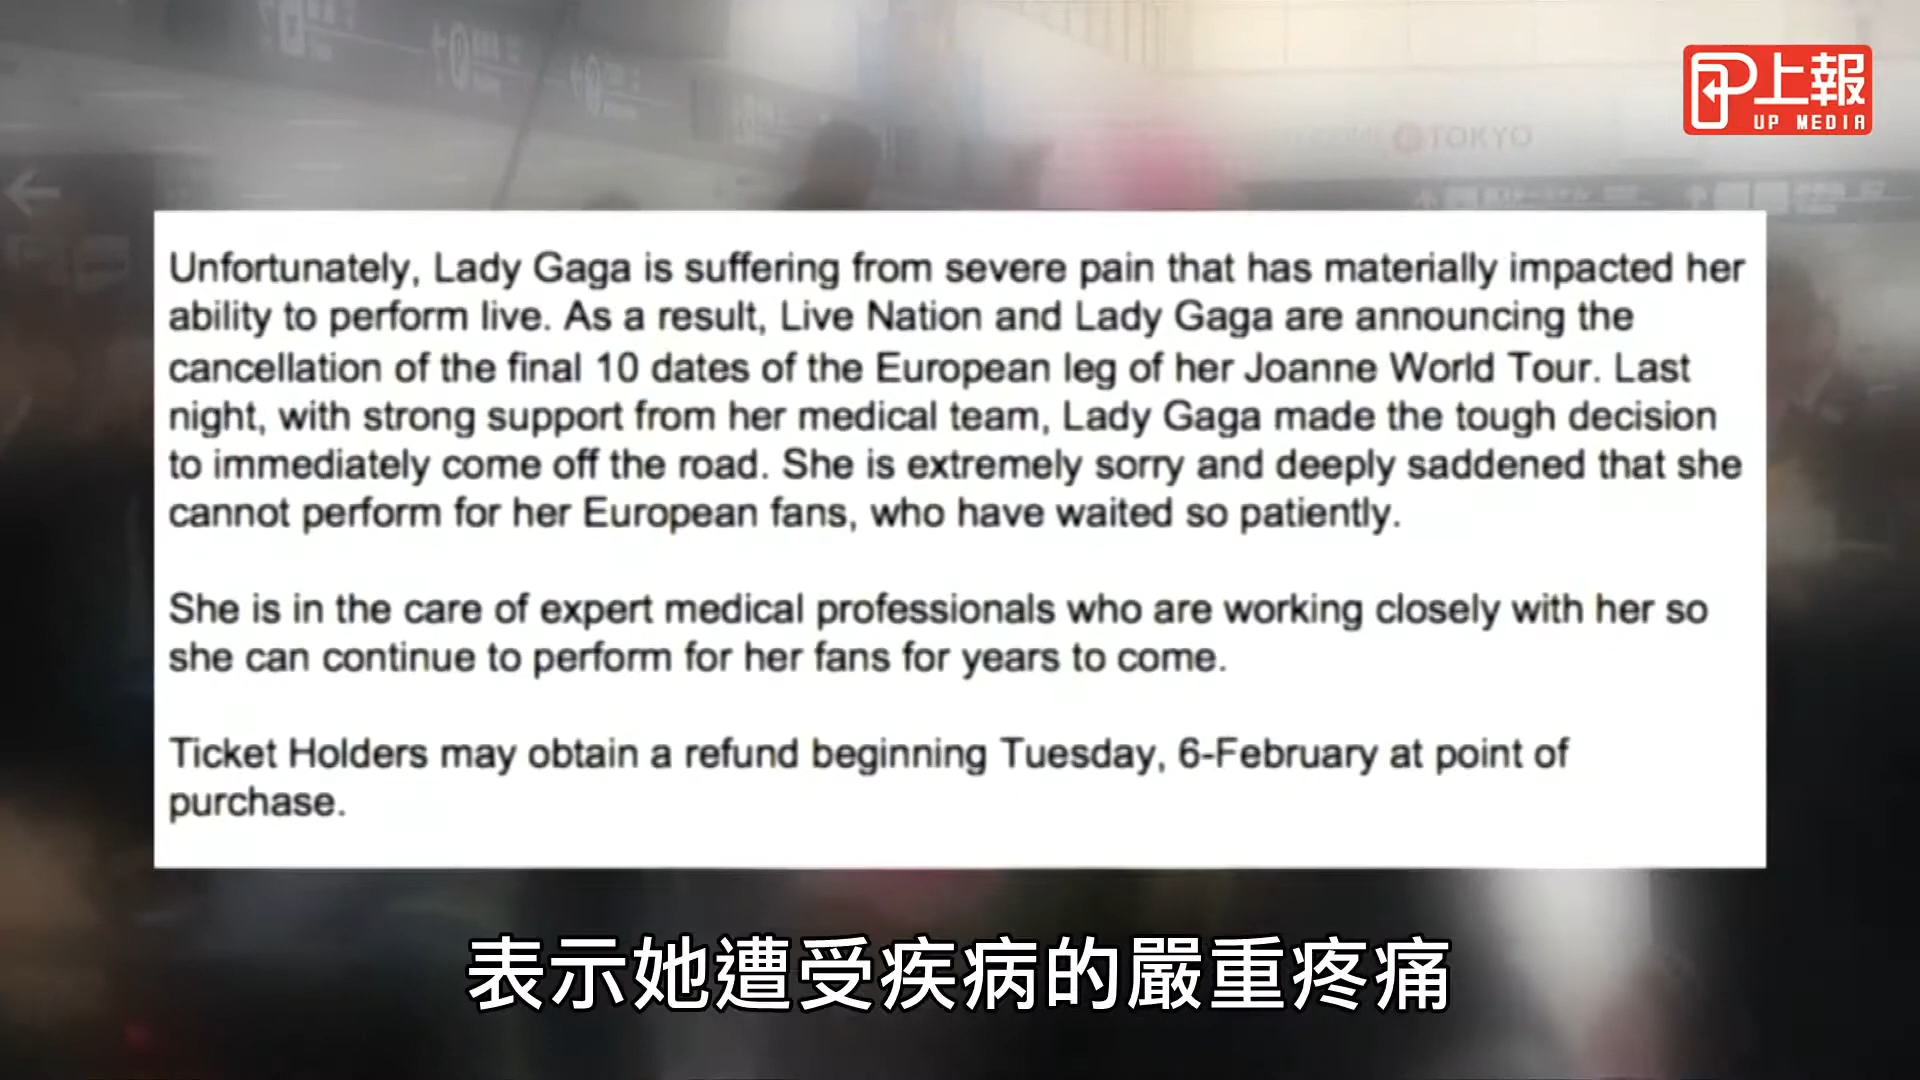 上報
UP MEDIA
TOKYO
Unfortunately, Lady Gaga is suffering from severe pain that has materially impacted her
ability to perform live. As a result, Live Nation and Lady Gaga are announcing the
cancellation of the final 10 dates of the European leg of her Joanne World Tour. Last
night, with strong support from her medical team, Lady Gaga made the tough decision
to immediately come off the road. She is extremely sorry and deeply saddened that she
cannot perform for her European fans, who have waited so patiently.
She is in the care of expert medical professionals who are working closely with her so
she can continue to perform for her fans for years to come.
Ticket Holders may obtain a refund beginning Tuesday, 6-February at point of
purchase.
表示她遭受疾病的嚴重疼痛